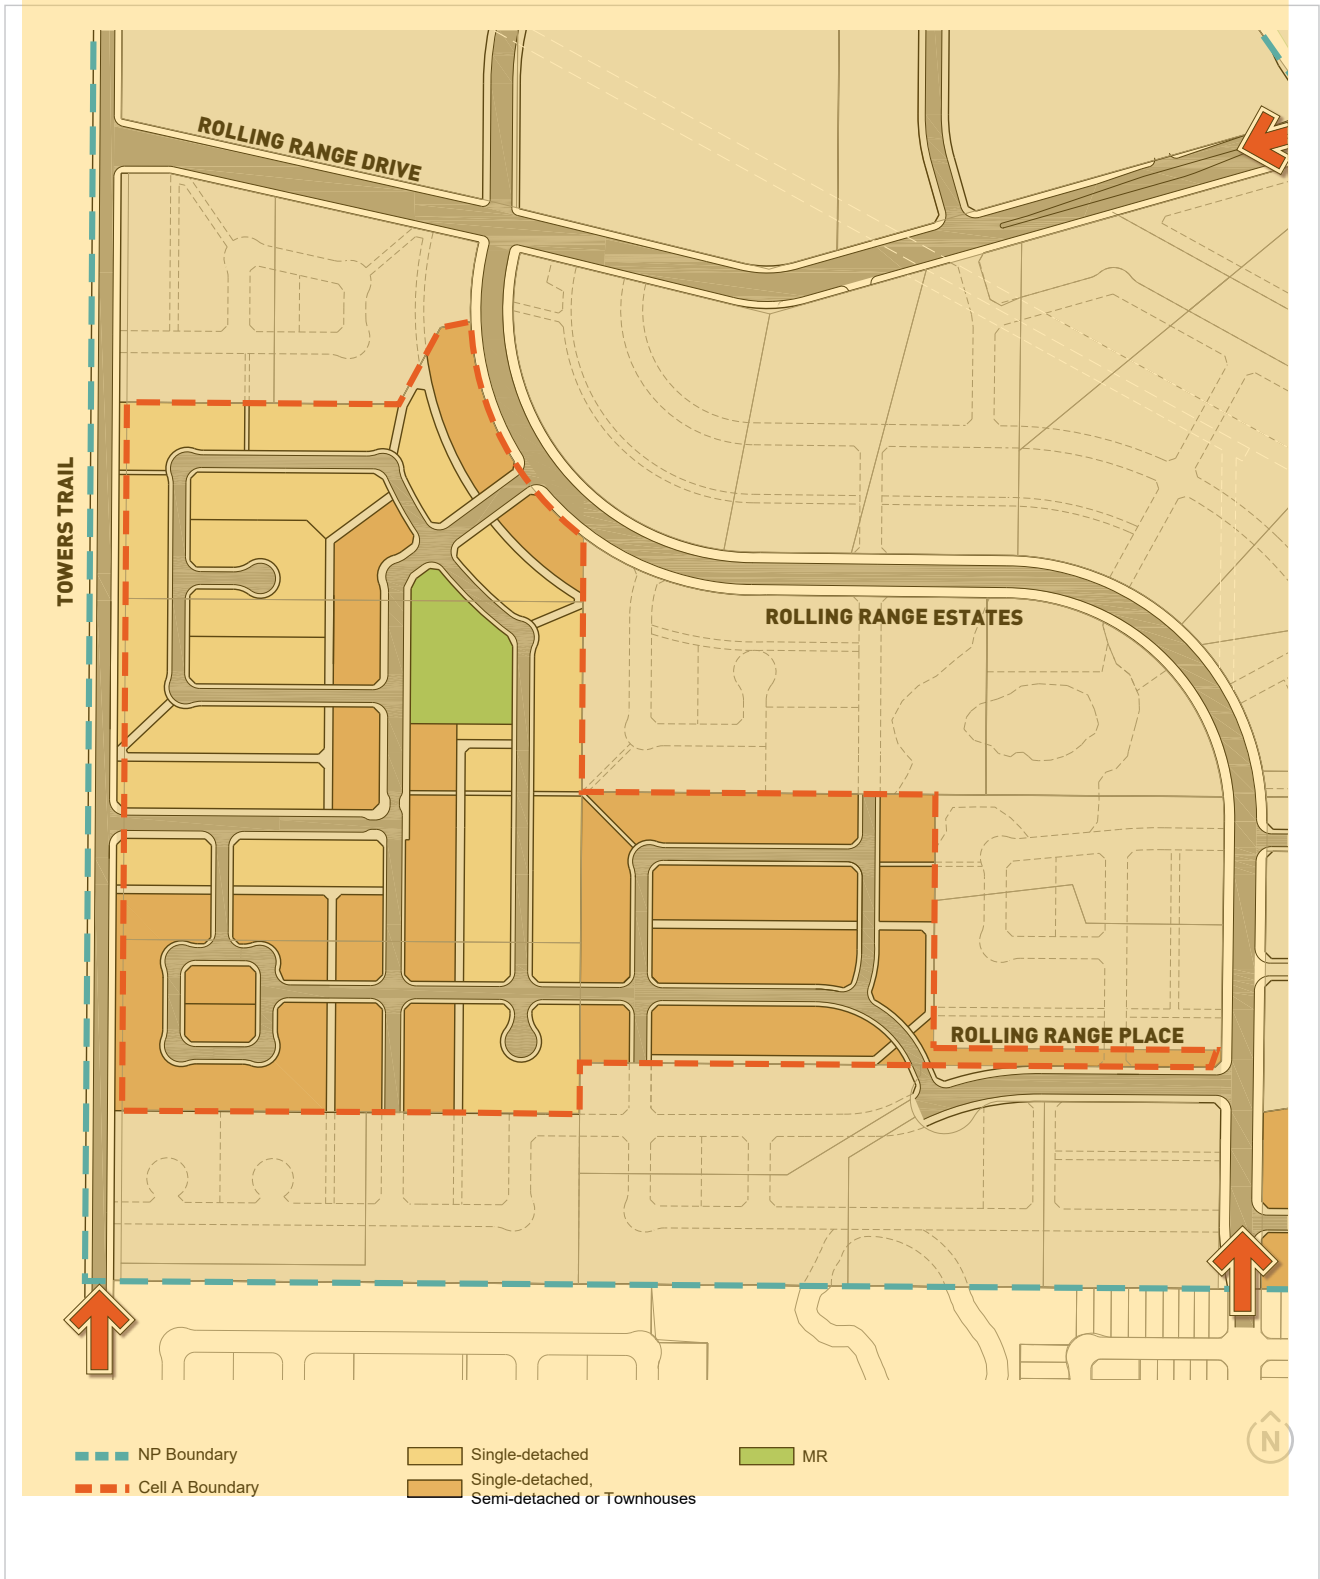 ROLLING RANGE DRIVE
TOWERS TRAIL
ROLLING RANGE ESTATES
ROLLING RANGE PLACE
NP Boundary
Cell A Boundary
Single-detached
Single-detached,
Semi-detached or Townhouses
MR
N